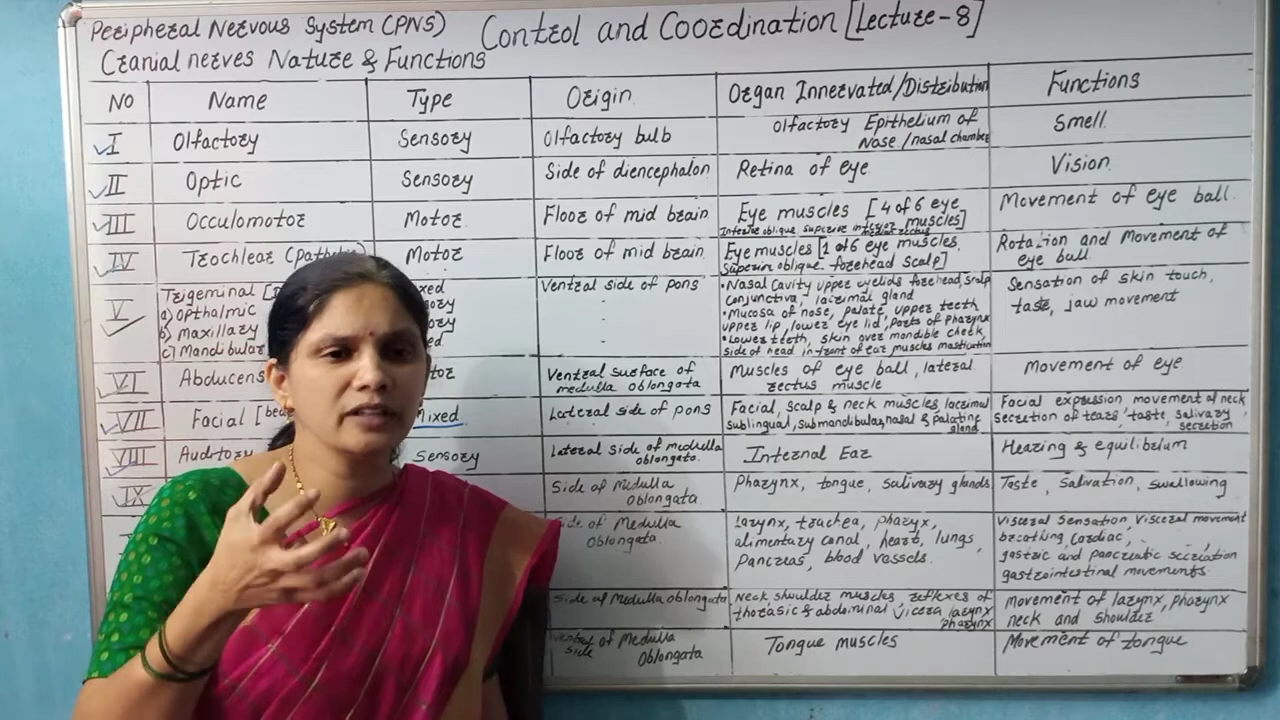 Peripheral Nervous System (PNS) Control and Coordination [Lecture-8]
Cranial nerves Nature & Functions
No Name Type Origin Organ Innervated/Distribution Functions
I Olfactory Sensory Olfactory bulb Olfactory Epithelium of Nose/nasal chamber Smell
II Optic Sensory Side of diencephalon Retina of eye Vision
III Occulomotor Motor Floor of mid brain Eye muscles [4 of 6 eye muscles] Movement of eye ball
IV Trochlear Motor Floor of mid brain Eye muscles [1 of 6 eye muscles, superior oblique forehead scalp] Rotation and Movement of eye ball
V Trigeminal Ventral side of pons • Nasal Cavity upper eyelids forehead, scalp conjunctiva, lacrimal gland Sensation of skin touch, taste, jaw movement
a) opthalmic
b) maxillary • Mucosa of nose, palate, upper teeth upper lip, lower eye lid, parts of pharynx
c) Mandibular • Lower teeth, skin over mandible cheek, side of head in front of ear muscles mastication
VI Abducens Ventral surface of medulla oblongata Muscles of eye ball, lateral rectus muscle Movement of eye
VII Facial Mixed Lateral side of pons Facial, scalp & neck muscles, lacrimal sublingual, submandibular, nasal & palatine gland Facial expression movement of neck Secretion of tears, taste, salivary secretion
VIII Auditory Sensory Lateral side of medulla oblongata Internal Ear Hearing & equilibrium
IX Side of Medulla oblongata Pharynx, tongue, salivary glands Taste, Salivation, swallowing
side of Medulla oblongata Larynx, trachea, pharyx, alimentary canal, heart, lungs, Pancreas, blood vessels. Visceral sensation, visceral movement breathing, cardiac, gastric and pancreatic secreation gastrointestinal movements.
side of Medulla oblongata Neck shoulder muscles reflexes of thorasic & abdominal viscera larynx pharynx Movement of larynx, pharynx neck and shoulder
ventral side of Medulla Oblongata Tongue muscles Movement of tongue